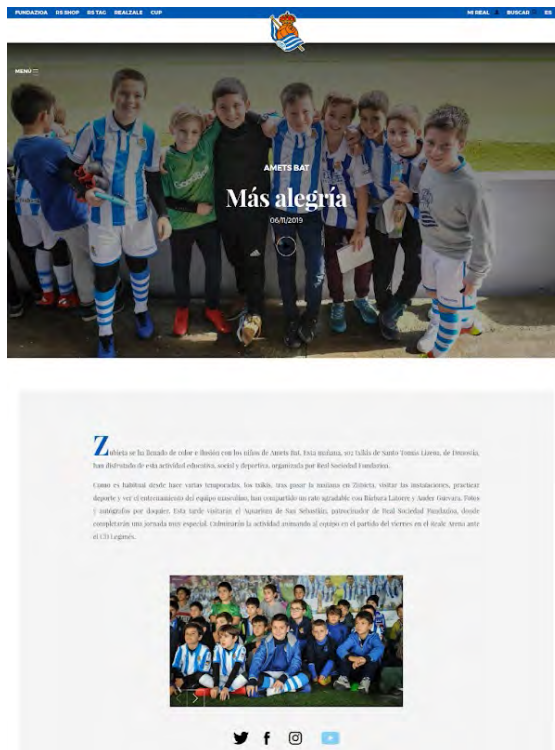 FUNDAZIOA RS SHOP RS TAC REALZALE CUP
MI REAL BUSCAR ES
MENÚ
AMETS BAT
Más alegría
06/11/2019
Zubieta se ha llenado de color e ilusión con los niños de Amets Bat. Esta mañana, 102 txikis de Santo Tomás Lizeoa, de Donostia,
han disfrutado de esta actividad educativa, social y deportiva, organizada por Real Sociedad Fundazioa.
Como es habitual desde hace varias temporadas, los txikis, tras pasar la mañana en Zubieta, visitar las instalaciones, practicar
deporte y ver el entrenamiento del equipo masculino, han compartido un rato agradable con Bárbara Latorre y Ander Guevara. Fotos
y autógrafos por doquier. Esta tarde visitarán el Aquarium de San Sebastián, patrocinador de Real Sociedad Fundazioa, donde
completarán una jornada muy especial. Culminarán la actividad animando al equipo en el partido del viernes en el Reale Arena ante
el CD Leganés.